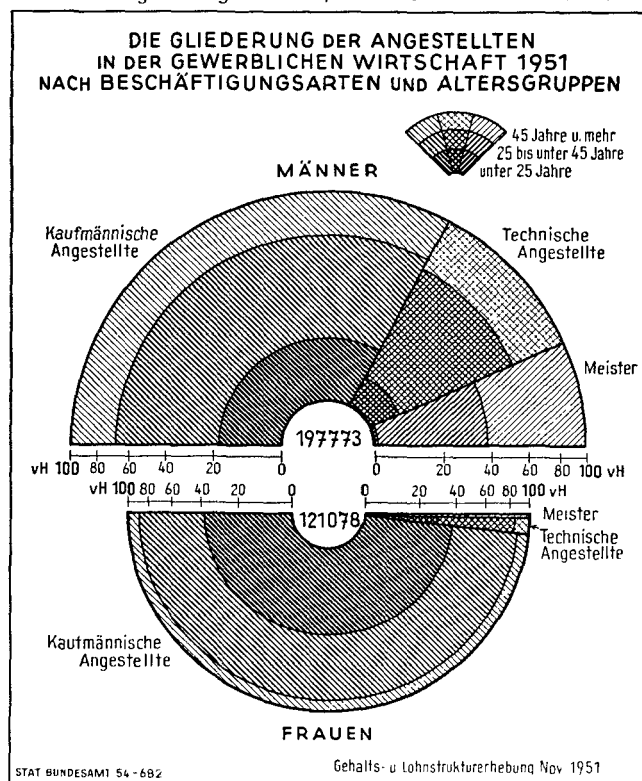 DIE GLIEDERUNG DER ANGESTELLTEN
IN DER GEWERBLICHEN WIRTSCHAFT 1951
NACH BESCHÄFTIGUNGSARTEN UND ALTERSGRUPPEN
45 Jahre u. mehr
25 bis unter 45 Jahre
unter 25 Jahre
MÄNNER
Kaufmännische
Angestellte
Technische
Angestellte
Meister
197773
vH 100 80 60 40 20 0 0 20 40 60 80 100 vH
vH 100 80 60 40 20 0 0 20 40 60 80 100 vH
121078
Meister
Technische
Angestellte
Kaufmännische
Angestellte
FRAUEN
STAT BUNDESAMT 54-682
Gehalts- u Lohnstrukturerhebung Nov 1951